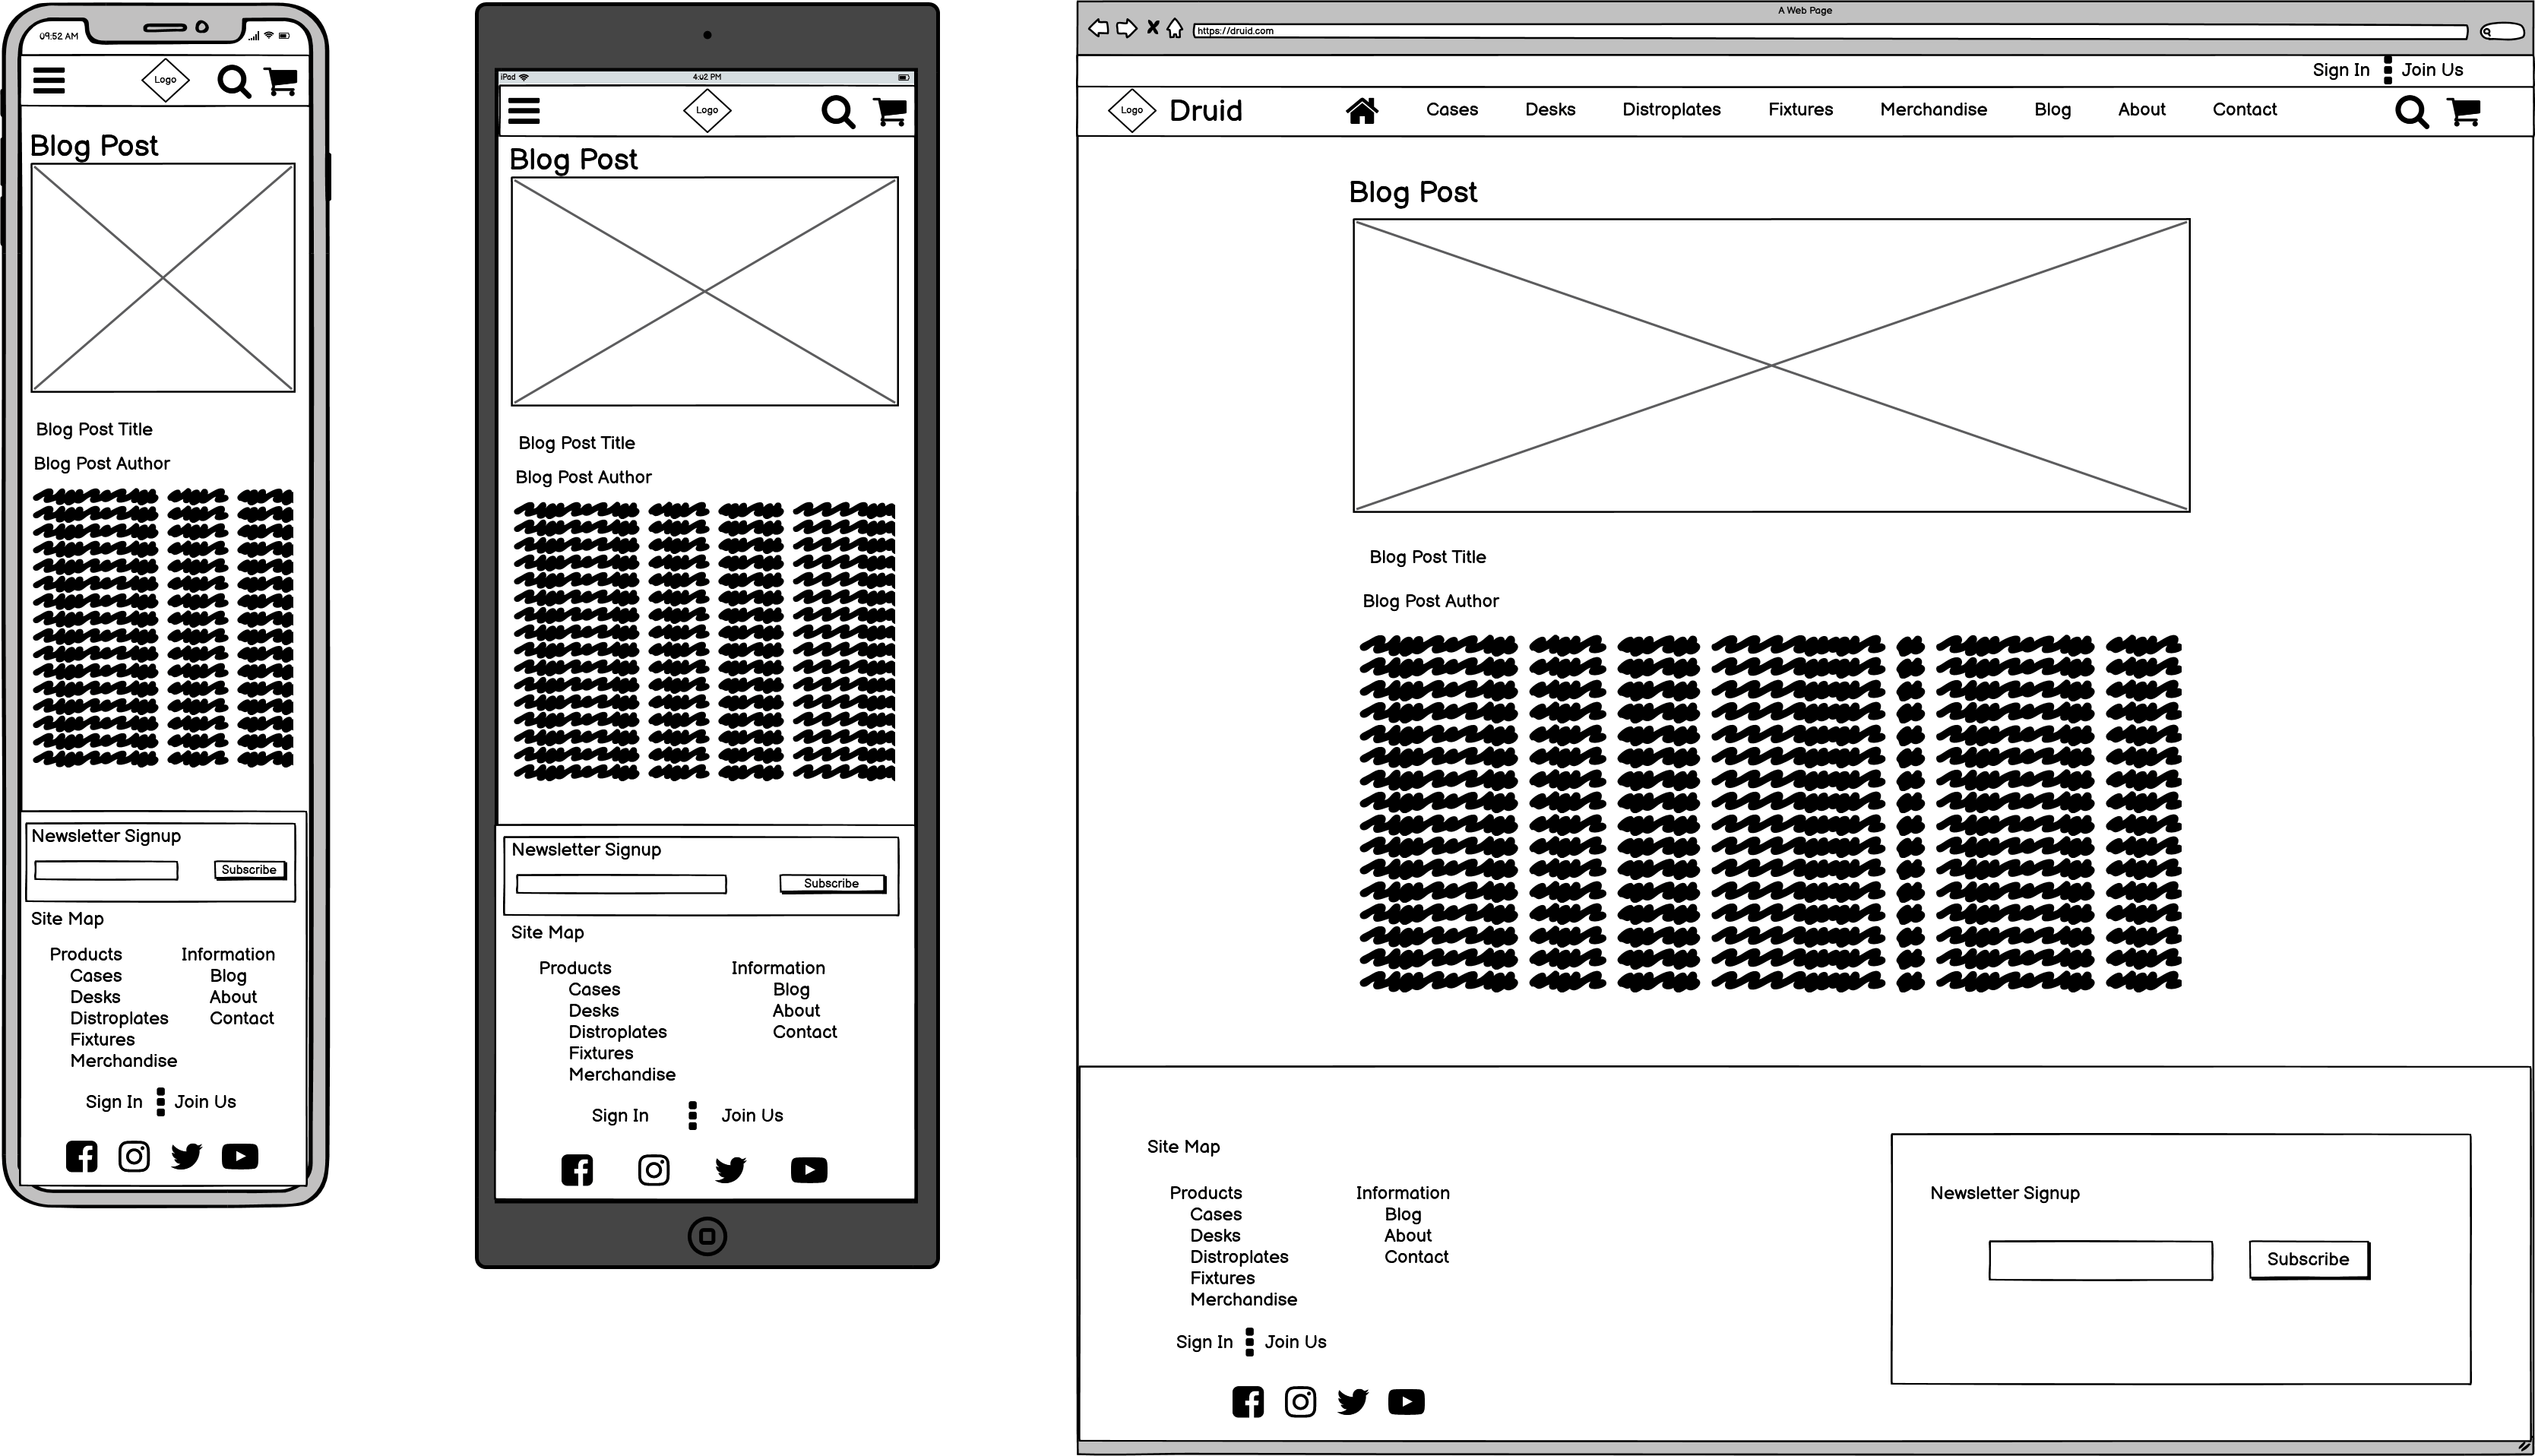 09:52 AM
Logo
Blog Post
Blog Post Title
Blog Post Author
Newsletter Signup
Subscribe
Site Map
Products
Cases
Desks
Distroplates
Fixtures
Merchandise
Information
Blog
About
Contact
Sign In
Join Us
iPad
4:02 PM
Logo
Blog Post
Blog Post Title
Blog Post Author
Newsletter Signup
Subscribe
Site Map
Products
Cases
Desks
Distroplates
Fixtures
Merchandise
Information
Blog
About
Contact
Sign In
Join Us
A Web Page
https://druid.com
Sign In Join Us
Logo Druid Cases Desks Distroplates Fixtures Merchandise Blog About Contact
Blog Post
Blog Post Title
Blog Post Author
Site Map
Products
Cases
Desks
Distroplates
Fixtures
Merchandise
Information
Blog
About
Contact
Sign In
Join Us
Newsletter Signup
Subscribe